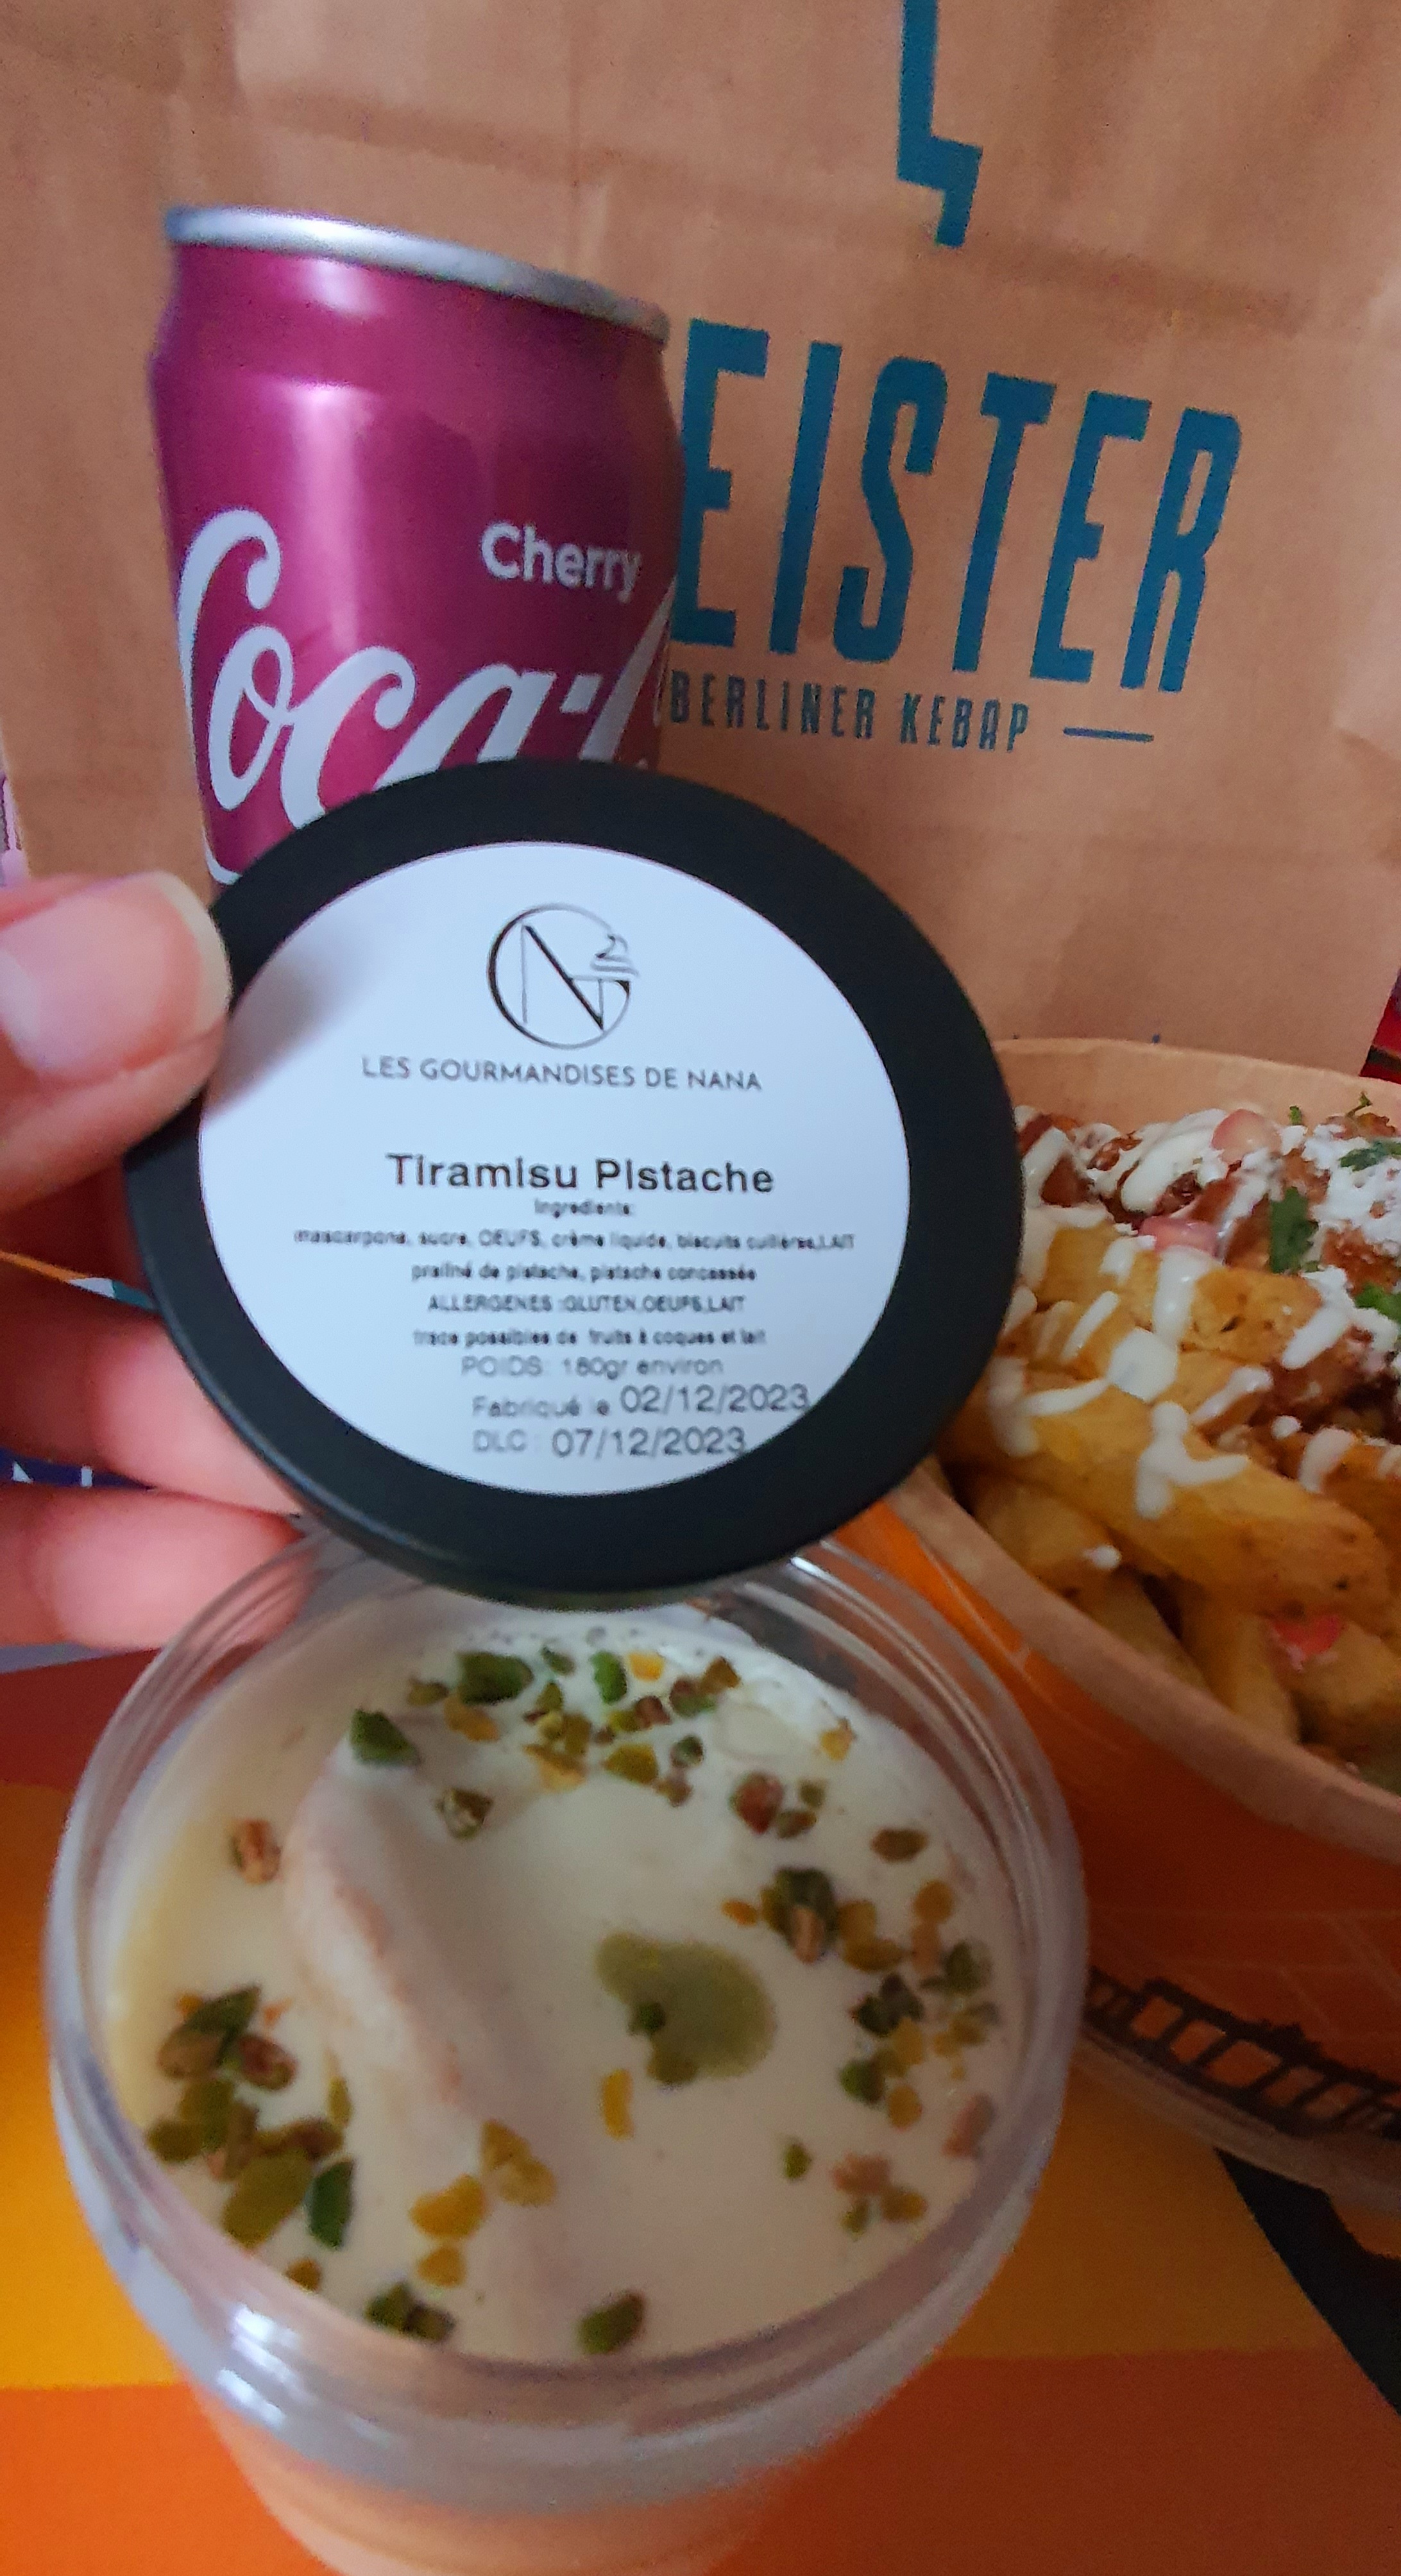 EISTER
BERLINER KEBAP
Cherry
Coca-
LES GOURMANDISES DE NANA
Tiramisu Pistache
Ingredients:
mascarpone, sucre, OEUFS, crème liquide, biscuits cuillères,LAIT
praliné de pistache, pistache concassée
ALLERGENES :GLUTEN,OEUFS,LAIT
trace possibles de fruits à coques et lait
POIDS: 180gr environ
Fabriqué le 02/12/2023
DLC : 07/12/2023